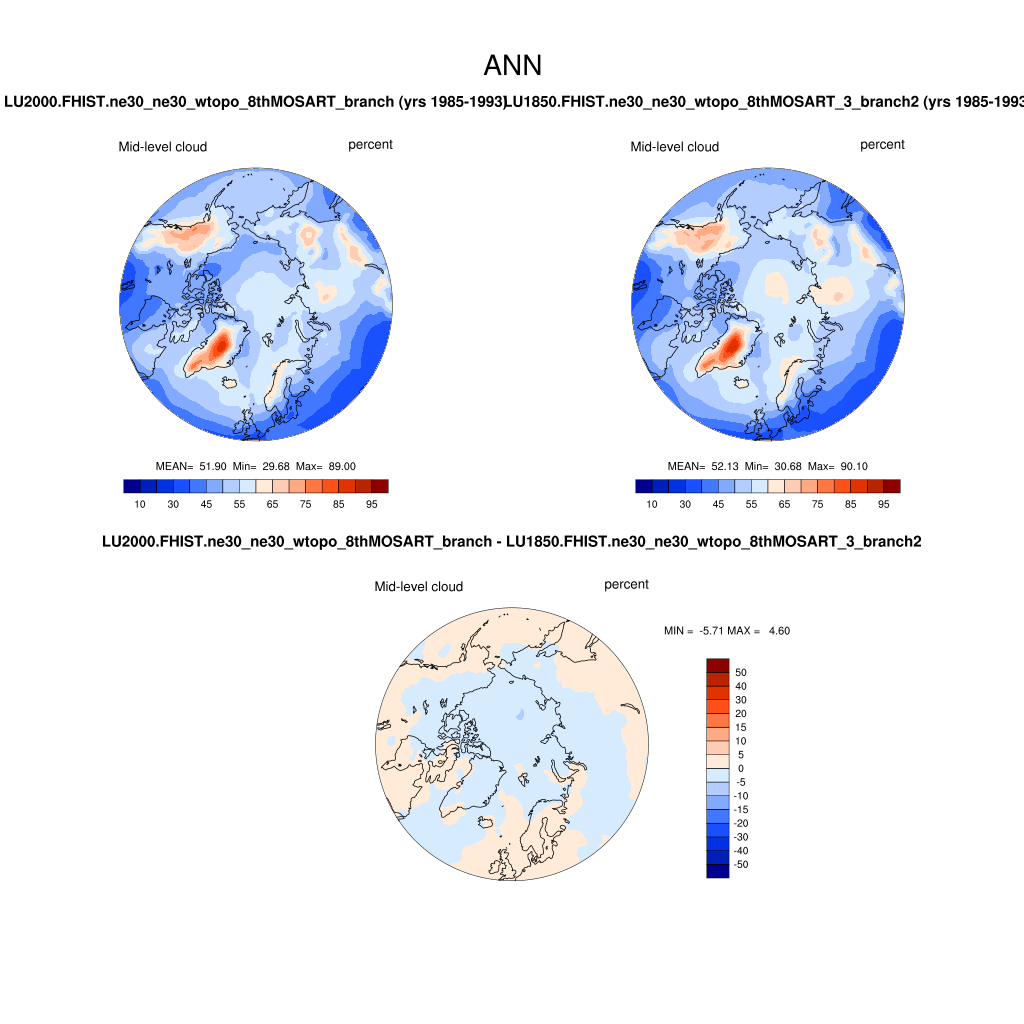 ANN
LU2000.FHIST.ne30_ne30_wtopo_8thMOSART_branch (yrs 1985-1993)
LU1850.FHIST.ne30_ne30_wtopo_8thMOSART_3_branch2 (yrs 1985-1993
Mid-level cloud percent
Mid-level cloud percent
MEAN= 51.90 Min= 29.68 Max= 89.00
MEAN= 52.13 Min= 30.68 Max= 90.10
10 30 45 55 65 75 85 95
10 30 45 55 65 75 85 95
LU2000.FHIST.ne30_ne30_wtopo_8thMOSART_branch - LU1850.FHIST.ne30_ne30_wtopo_8thMOSART_3_branch2
Mid-level cloud percent
MIN = -5.71 MAX = 4.60
50
40
30
20
15
10
5
0
-5
-10
-15
-20
-30
-40
-50